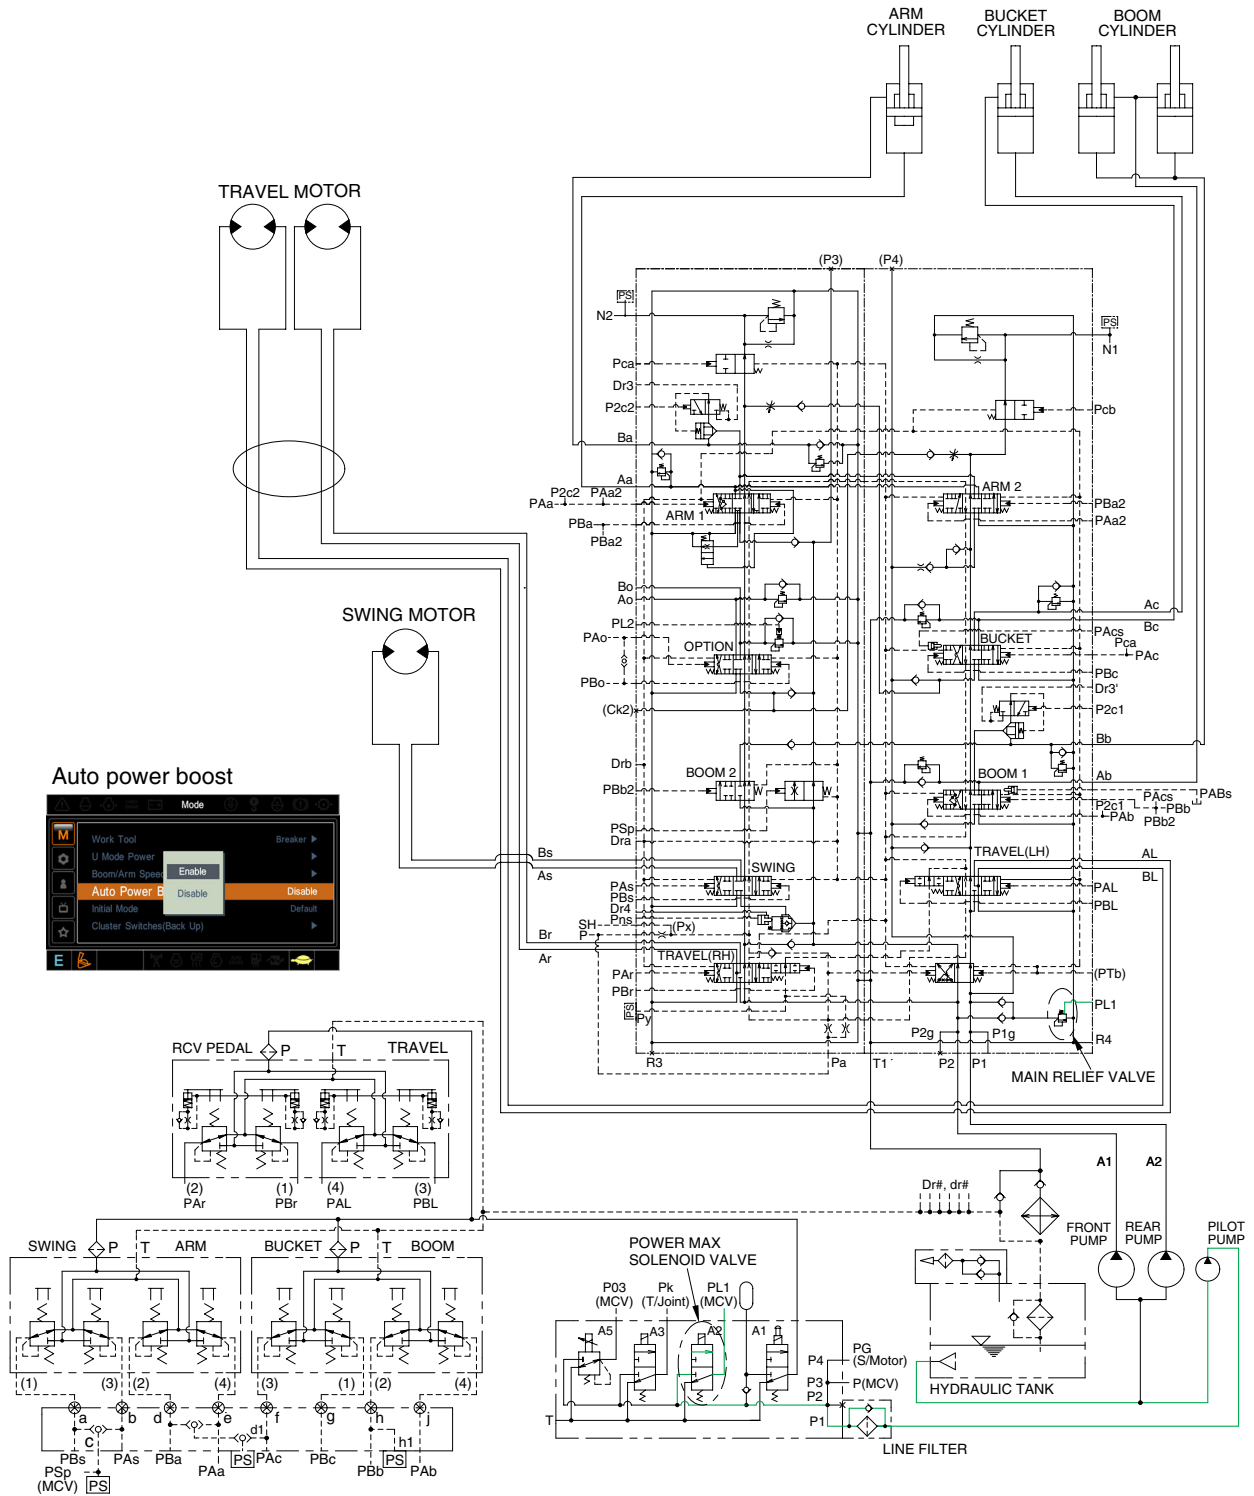 ARM
CYLINDER
BUCKET
CYLINDER
BOOM
CYLINDER
TRAVEL MOTOR
(P3)
(P4)
PS
N2
PS
N1
Pca
Dr3
P2c2
Pcb
Ba
Aa
P2c2
PAa2
PAa
ARM 1
ARM 2
PBa2
PAa2
PBa
PBa2
Bo
Ao
PL2
PAo
OPTION
PBo
(Ck2)
Ac
Bc
PAcs
Pca
PAc
BUCKET
PBc
Dr3'
P2c1
Bb
Ab
SWING MOTOR
Drb
BOOM 2
PBb2
PSp
Dra
BOOM 1
P2c1
PAcs
PABs
PBb
PAb
PBb2
Auto power boost
Mode
M
Work Tool
Breaker
U Mode Power
Boom/Arm Speed
Enable
Auto Power B
Disable
Disable
Initial Mode
Default
Cluster Switches(Back Up)
E
Bs
As
SWING
PAs
PBs
Dr4
Pns
SH
P
(Px)
TRAVEL(LH)
AL
BL
PAL
PBL
Br
Ar
TRAVEL(RH)
PAr
PBr
PS
Py
(PTb)
PL1
P2g
P1g
R4
R3
Pa
T1
P2
P1
MAIN RELIEF VALVE
RCV PEDAL
P
T
TRAVEL
(2)
PAr
(1)
PBr
(4)
PAL
(3)
PBL
A1
A2
Dr#, dr#
FRONT
PUMP
REAR
PUMP
PILOT
PUMP
SWING
P
T
ARM
BUCKET
P
T
BOOM
(1)
(3)
(2)
(4)
(3)
(1)
(2)
(4)
a
b
d
e
f
g
h
j
c
d1
h1
PBs
PAs
PBa
PAa
PS
PAc
PBc
PBb
PS
PAb
PSp
(MCV)
PS
POWER MAX
SOLENOID VALVE
P03
(MCV)
Pk
(T/Joint)
PL1
(MCV)
A5
A3
A2
A1
T
P4
PG
(S/Motor)
P3
P(MCV)
P2
P1
LINE FILTER
HYDRAULIC TANK